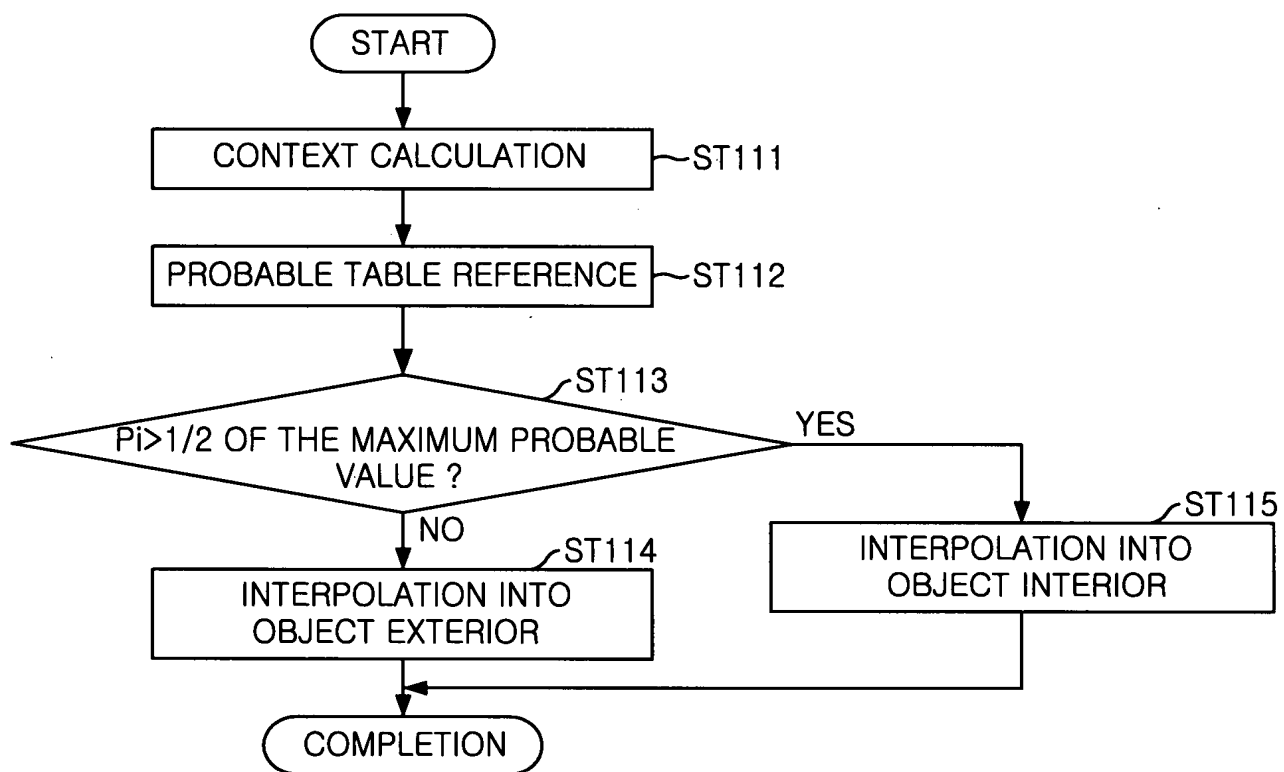 START
CONTEXT CALCULATION
ST111
PROBABLE TABLE REFERENCE
ST112
ST113
Pi>1/2 OF THE MAXIMUM PROBABLE
VALUE ?
YES
NO
ST114
INTERPOLATION INTO
OBJECT EXTERIOR
ST115
INTERPOLATION INTO
OBJECT INTERIOR
COMPLETION